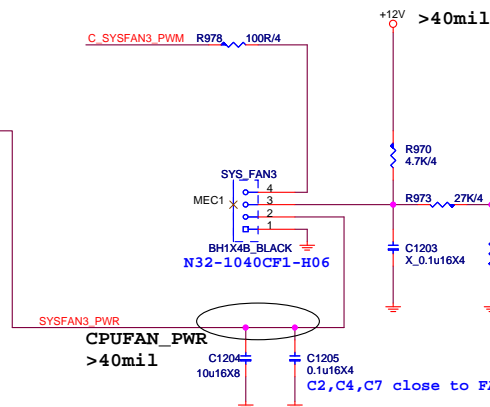 +12V >40mil
C_SYSFAN3_PWM R978 100R/4
R970
4.7K/4
SYS_FAN3
4
MEC1 3 R973 27K/4
2
1
BH1X4B_BLACK
N32-1040CF1-H06
C1203
X_0.1u16X4
SYSFAN3_PWR
CPUFAN_PWR
>40mil
C1204 C1205
10u16X8 0.1u16X4
C2,C4,C7 close to